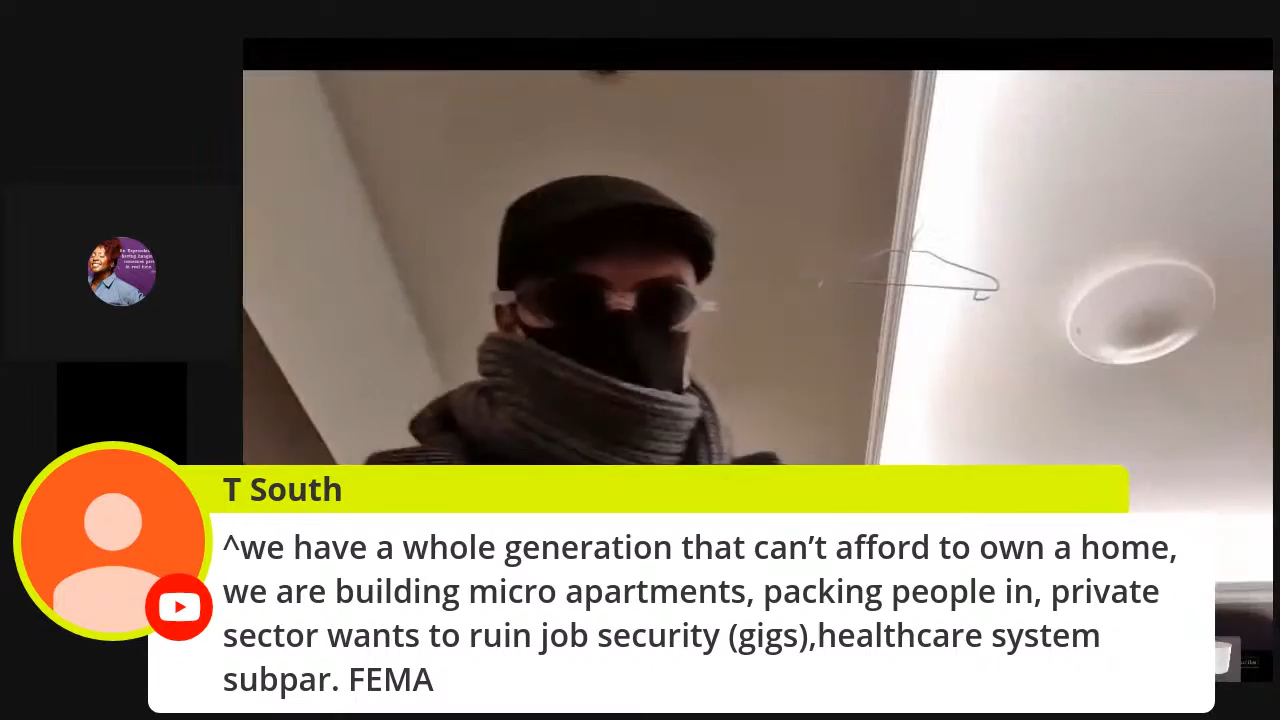 T South
^we have a whole generation that can’t afford to own a home,
we are building micro apartments, packing people in, private
sector wants to ruin job security (gigs),healthcare system
subpar. FEMA